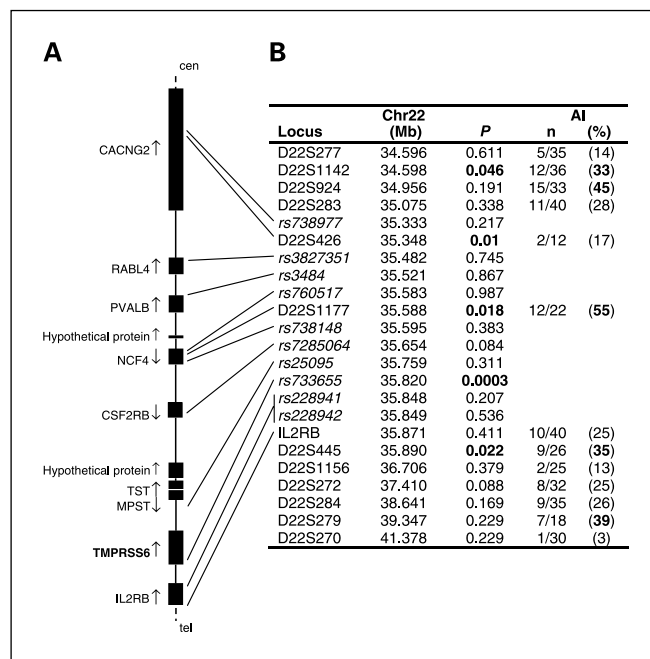 A
cen
CACNG2↑
RABL4↑
PVALB↑
Hypothetical protein↑
NCF4↓
CSF2RB↓
Hypothetical protein↑
TST↑
MPST↓
TMPRSS6↑
IL2RB↑
tel
B
Chr22 AI
Locus (Mb) P n (%)
D22S277 34.596 0.611 5/35 (14)
D22S1142 34.598 0.046 12/36 (33)
D22S924 34.956 0.191 15/33 (45)
D22S283 35.075 0.338 11/40 (28)
rs738977 35.333 0.217
D22S426 35.348 0.01 2/12 (17)
rs3827351 35.482 0.745
rs3484 35.521 0.867
rs760517 35.583 0.987
D22S1177 35.588 0.018 12/22 (55)
rs738148 35.595 0.383
rs7285064 35.654 0.084
rs25095 35.759 0.311
rs733655 35.820 0.0003
rs228941 35.848 0.207
rs228942 35.849 0.536
IL2RB 35.871 0.411 10/40 (25)
D22S445 35.890 0.022 9/26 (35)
D22S1156 36.706 0.379 2/25 (13)
D22S272 37.410 0.088 8/32 (25)
D22S284 38.641 0.169 9/35 (26)
D22S279 39.347 0.229 7/18 (39)
D22S270 41.378 0.229 1/30 (3)